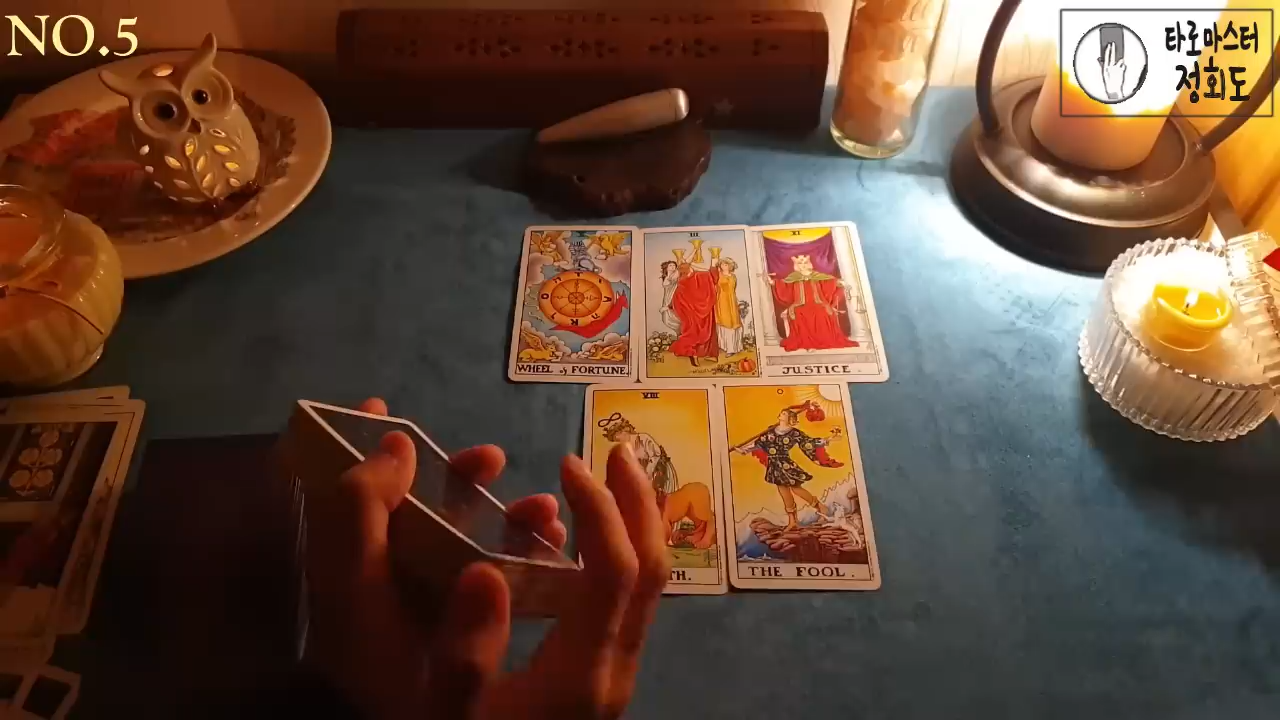 NO.5
타로마스터
정회도
WHEEL of FORTUNE.
III
XI
JUSTICE.
VIII
TH.
0
THE FOOL.